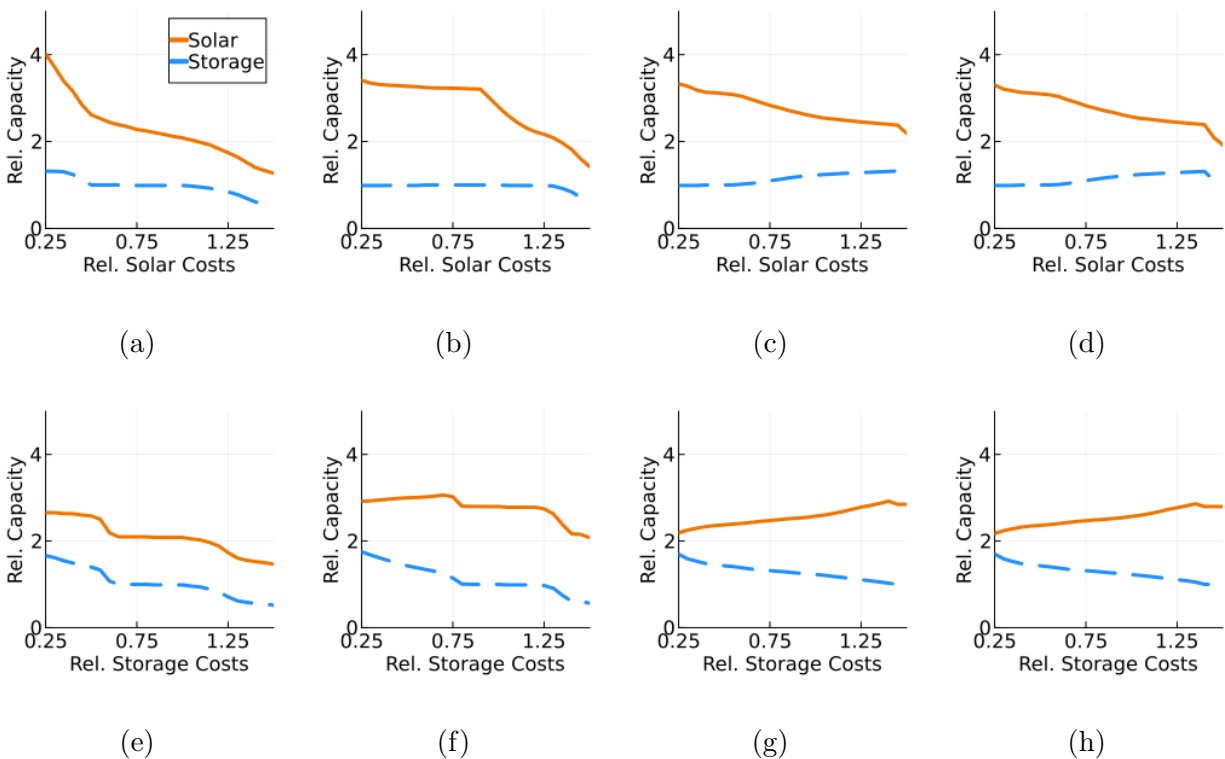 Solar
Storage
4
2
0
0.25 0.75 1.25
Rel. Capacity
Rel. Solar Costs
(a)
4
2
0
0.25 0.75 1.25
Rel. Capacity
Rel. Solar Costs
(b)
4
2
0
0.25 0.75 1.25
Rel. Capacity
Rel. Solar Costs
(c)
4
2
0
0.25 0.75 1.25
Rel. Capacity
Rel. Solar Costs
(d)
4
2
0
0.25 0.75 1.25
Rel. Capacity
Rel. Storage Costs
(e)
4
2
0
0.25 0.75 1.25
Rel. Capacity
Rel. Storage Costs
(f)
4
2
0
0.25 0.75 1.25
Rel. Capacity
Rel. Storage Costs
(g)
4
2
0
0.25 0.75 1.25
Rel. Capacity
Rel. Storage Costs
(h)